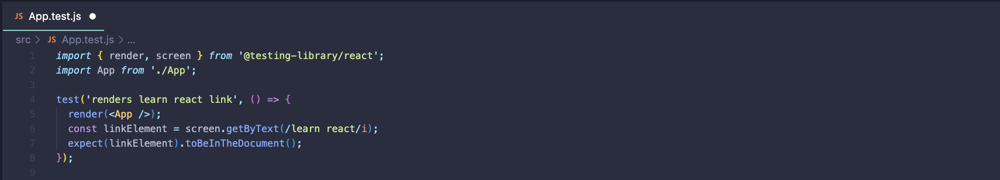 JS App.test.js
src > JS App.test.js > ...
1 import { render, screen } from '@testing-library/react';
2 import App from './App';
3
4 test('renders learn react link', () => {
5   render(<App />);
6   const linkElement = screen.getByText(/learn react/i);
7   expect(linkElement).toBeInTheDocument();
8 });
9